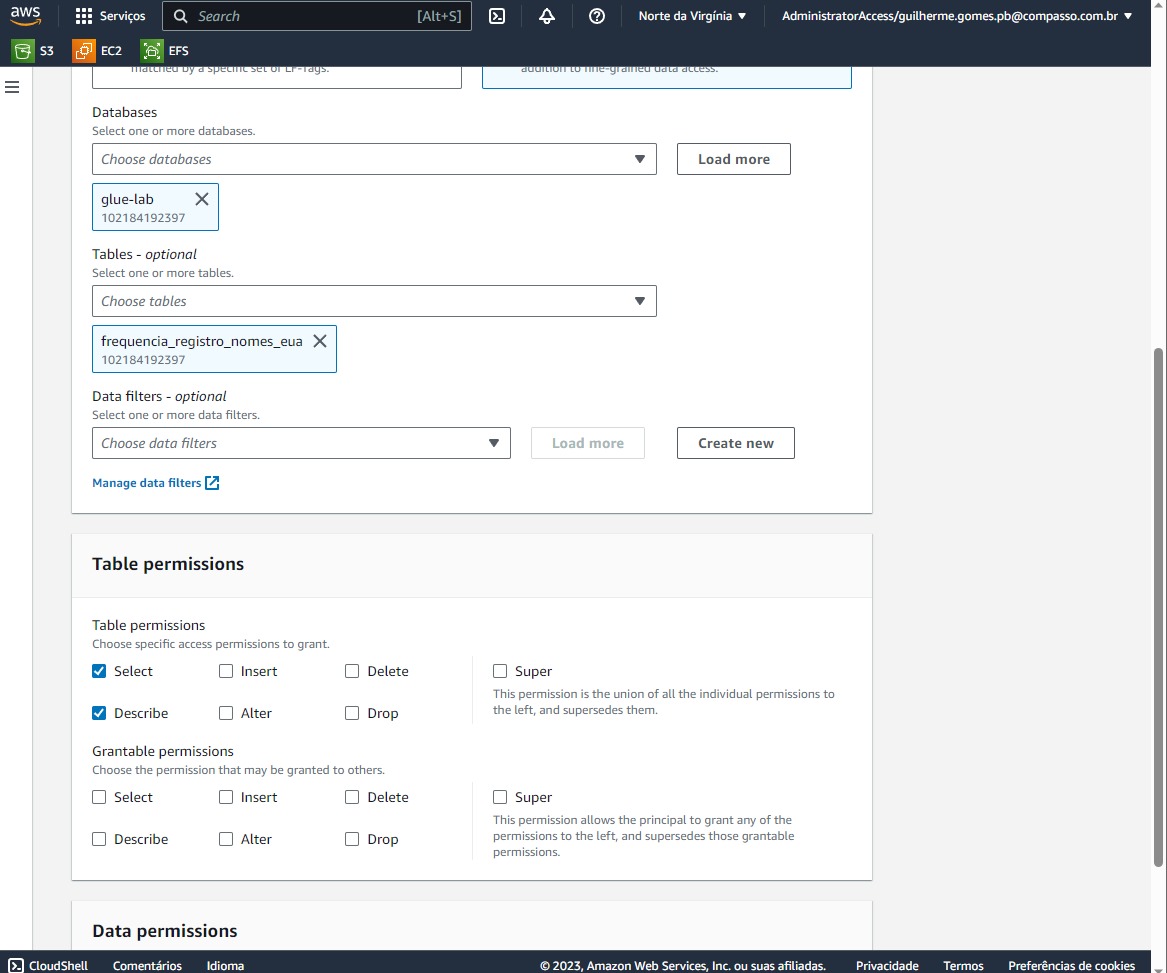 aws Serviços Search [Alt+S] Norte da Virgínia AdministratorAccess/guilherme.gomes.pb@compasso.com.br
S3 EC2 EFS
matched by a specific set of LF-Tags. addition to fine-grained data access.
Databases
Select one or more databases.
Choose databases Load more
glue-lab
102184192397
Tables - optional
Select one or more tables.
Choose tables
frequencia_registro_nomes_eua
102184192397
Data filters - optional
Select one or more data filters.
Choose data filters Load more Create new
Manage data filters
Table permissions
Table permissions
Choose specific access permissions to grant.
Select Insert Delete Super
This permission is the union of all the individual permissions to
the left, and supersedes them.
Describe Alter Drop
Grantable permissions
Choose the permission that may be granted to others.
Select Insert Delete Super
This permission allows the principal to grant any of the
permissions to the left, and supersedes those grantable
permissions.
Describe Alter Drop
Data permissions
CloudShell Comentários Idioma © 2023, Amazon Web Services, Inc. ou suas afiliadas. Privacidade Termos Preferências de cookies